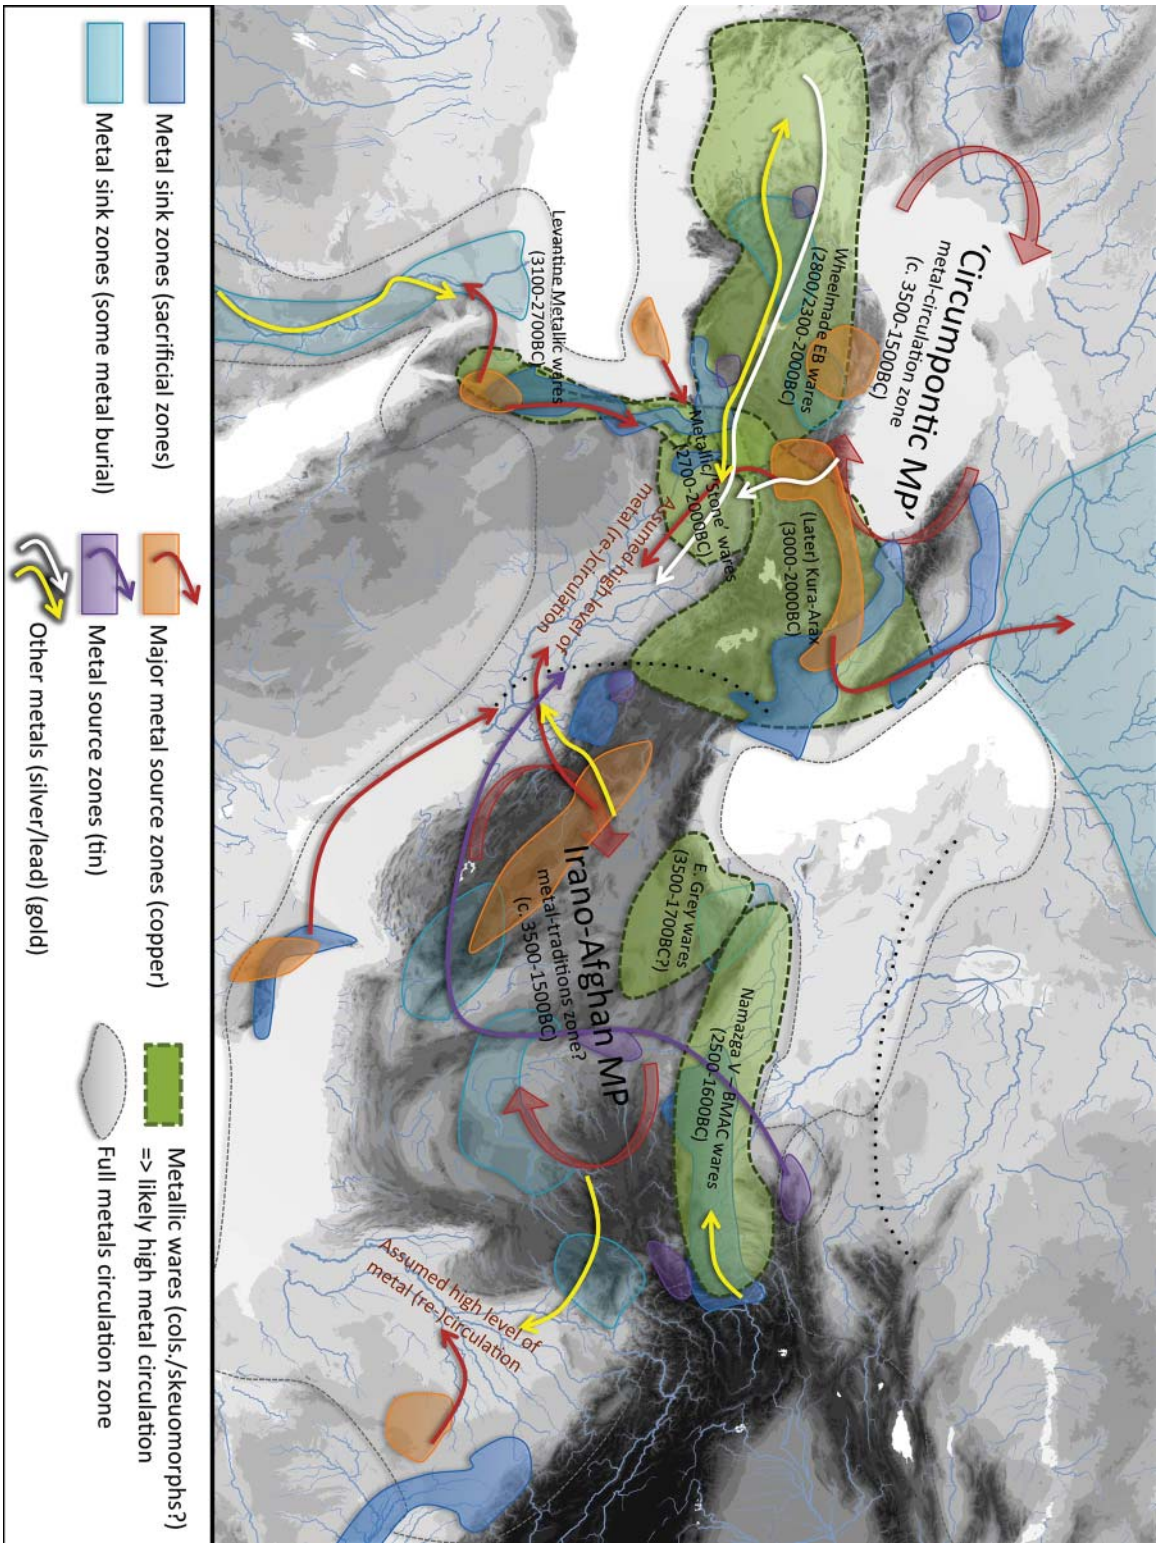 'Circumpontic MP'
metal-circulation zone
(c. 3500-1500BC)
Wheelmade EB wares
(2800/2300-2000BC)
(Later) Kura-Arax
(3000-2000BC)
Metallic/'Stone' wares
(2700-2000BC)
Levantine Metallic wares
(3100-2700BC)
Assumed high level of
metal (re-)circulation
E. Grey wares
(3500-1700BC?)
Namazga V – BMAC wares
(2500-1600BC)
Irano-Afghan MP
metal-traditions zone?
(c. 3500-1500BC)
Assumed high level of
metal (re-)circulation
Metal sink zones (sacrificial zones)
Metal sink zones (some metal burial)
Major metal source zones (copper)
Metal source zones (tin)
Other metals (silver/lead) (gold)
Metallic wares (cols./skeuomorphs?)
=> likely high metal circulation
Full metals circulation zone